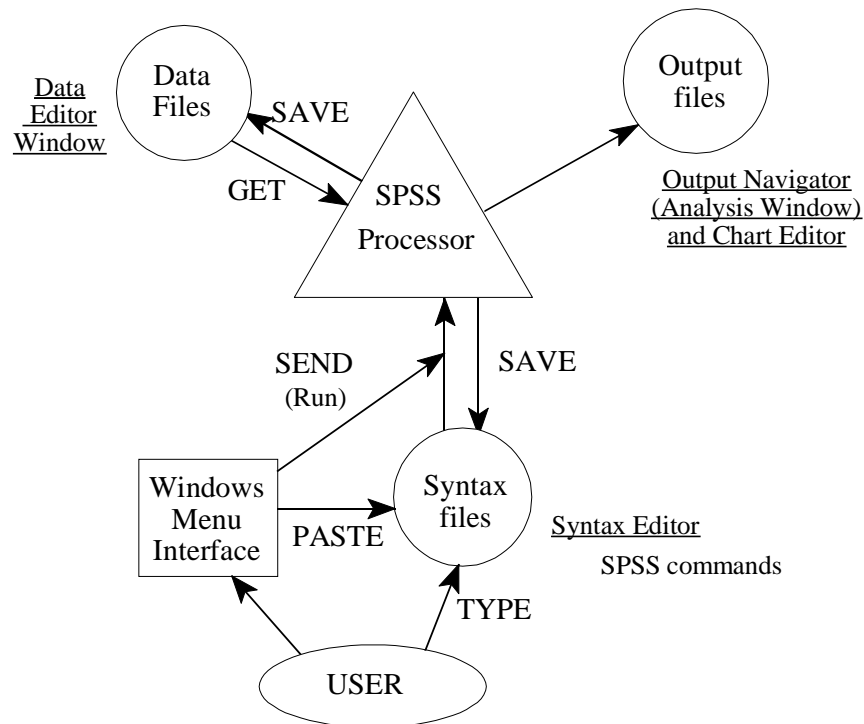 Data
Files
Data
Editor
Window
SAVE
GET
Output
files
Output Navigator
(Analysis Window)
and Chart Editor
SPSS
Processor
SEND
(Run)
SAVE
Windows
Menu
Interface
PASTE
Syntax
files
Syntax Editor
SPSS commands
TYPE
USER